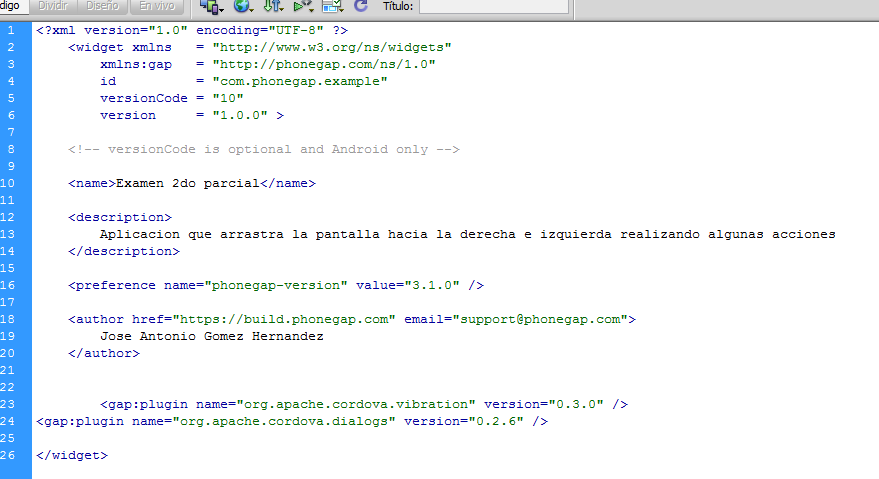 digo Dividir Diseño En vivo Título:
1 <?xml version="1.0" encoding="UTF-8" ?>
2 <widget xmlns   = "http://www.w3.org/ns/widgets"
3 xmlns:gap   = "http://phonegap.com/ns/1.0"
4 id          = "com.phonegap.example"
5 versionCode = "10"
6 version     = "1.0.0" >
7
8 <!-- versionCode is optional and Android only -->
9
10 <name>Examen 2do parcial</name>
11
12 <description>
13 Aplicacion que arrastra la pantalla hacia la derecha e izquierda realizando algunas acciones
14 </description>
15
16 <preference name="phonegap-version" value="3.1.0" />
17
18 <author href="https://build.phonegap.com" email="support@phonegap.com">
19 Jose Antonio Gomez Hernandez
20 </author>
21
22
23 <gap:plugin name="org.apache.cordova.vibration" version="0.3.0" />
24 <gap:plugin name="org.apache.cordova.dialogs" version="0.2.6" />
25
26 </widget>